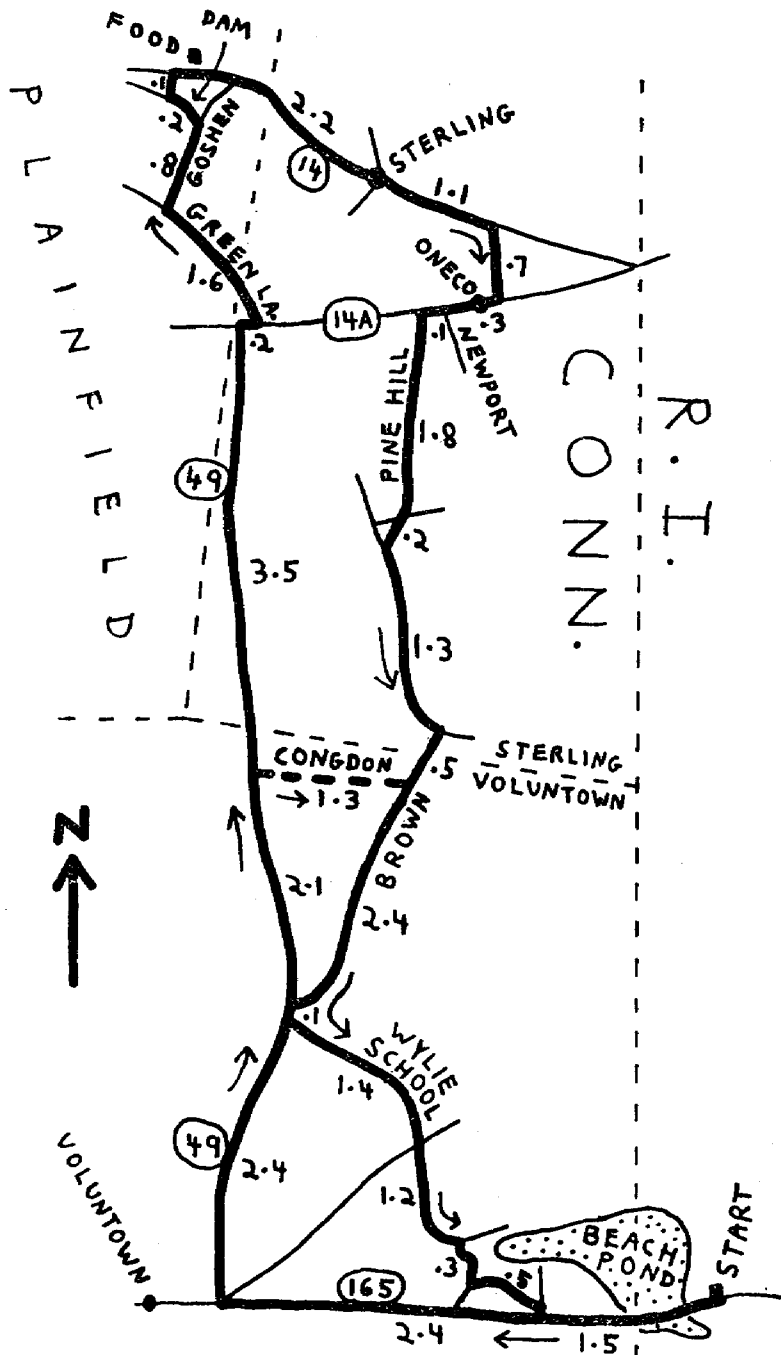 FOOD
DAM
.1
.2
.8
GOSHEN
2.2
14
STERLING
1.1
PLAINFIELD
GREEN LA.
1.6
ONECO
.7
.3
14A
.2
.1
NEWPORT
PINE HILL
1.8
CONN.
R.I.
49
.2
3.5
1.3
CONGDON
1.3
.5
STERLING
VOLUNTOWN
N
BROWN
2.1
2.4
.1
WYLIE
SCHOOL
1.4
49
2.4
VOLUNTOWN
1.2
.3
.5
BEACH
POND
START
165
2.4
1.5